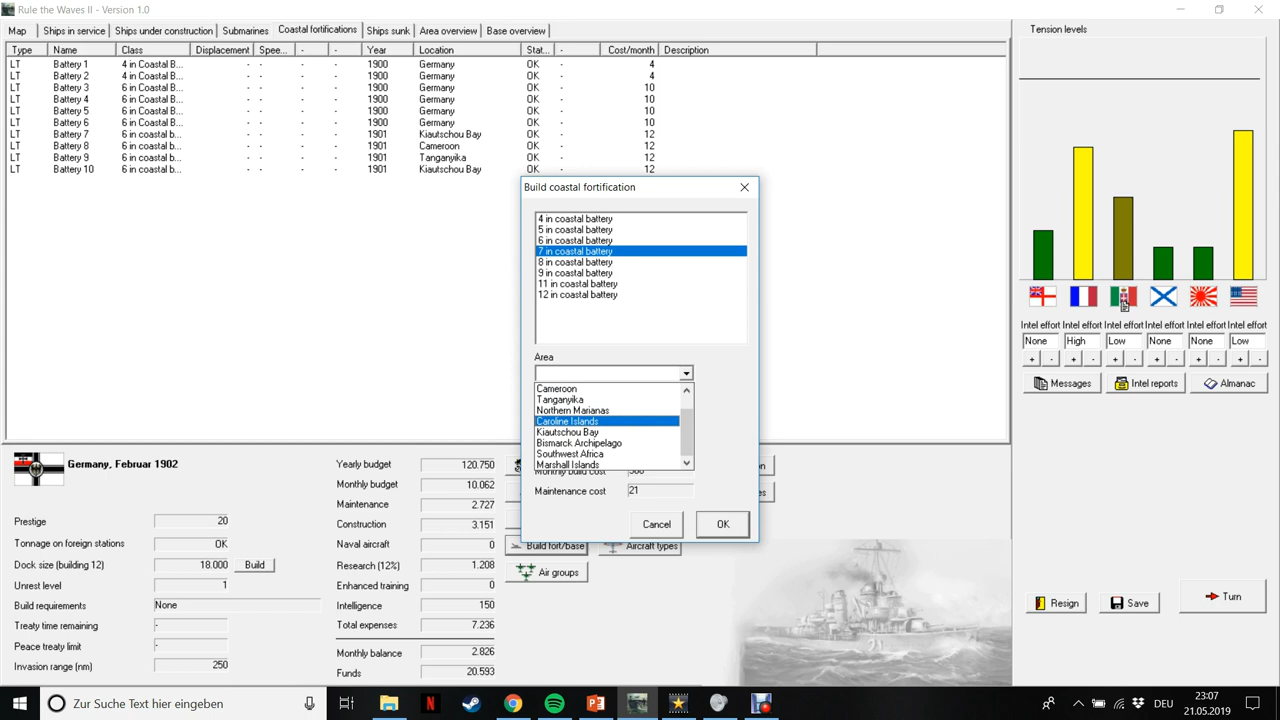 Rule the Waves II - Version 1.0
Map Ships in service Ships under construction Submarines Coastal fortifications Ships sunk Area overview Base overview
Type Name Class Displacement Spee... - - Year Location Stat... - Cost/month Description
LT Battery 1 4 in Coastal B... - - - - 1900 Germany OK - 4
LT Battery 2 4 in Coastal B... - - - - 1900 Germany OK - 4
LT Battery 3 6 in Coastal B... - - - - 1900 Germany OK - 10
LT Battery 4 6 in Coastal B... - - - - 1900 Germany OK - 10
LT Battery 5 6 in Coastal B... - - - - 1900 Germany OK - 10
LT Battery 6 6 in Coastal B... - - - - 1900 Germany OK - 10
LT Battery 7 6 in coastal b... - - - - 1901 Kiautschou Bay OK - 12
LT Battery 8 6 in coastal b... - - - - 1901 Cameroon OK - 12
LT Battery 9 6 in coastal b... - - - - 1901 Tanganyika OK - 12
LT Battery 10 6 in coastal b... - - - - 1901 Kiautschou Bay OK - 12
Build coastal fortification
4 in coastal battery
5 in coastal battery
6 in coastal battery
7 in coastal battery
8 in coastal battery
9 in coastal battery
11 in coastal battery
12 in coastal battery
Area
Cameroon
Tanganyika
Northern Marianas
Caroline Islands
Kiautschou Bay
Bismarck Archipelago
Southwest Africa
Marshall Islands
Monthly build cost
Maintenance cost 21
Cancel OK
Tension levels
Intel effort Intel effort Intel effort Intel effort Intel effort Intel effort
None High Low None None Low
+ - + - + - + - + - + -
Messages Intel reports Almanac
Germany, Februar 1902
Prestige 20
Tonnage on foreign stations OK
Dock size (building 12) 18.000 Build
Unrest level 1
Build requirements None
Treaty time remaining -
Peace treaty limit -
Invasion range (nm) 250
Yearly budget 120.750
Monthly budget 10.062
Maintenance 2.727
Construction 3.151
Naval aircraft 0
Research (12%) 1.208
Enhanced training 0
Intelligence 150
Total expenses 7.236
Monthly balance 2.826
Funds 20.593
Build fort/base Aircraft types
Air groups
Resign Save Turn
Zur Suche Text hier eingeben
DEU
23:07
21.05.2019